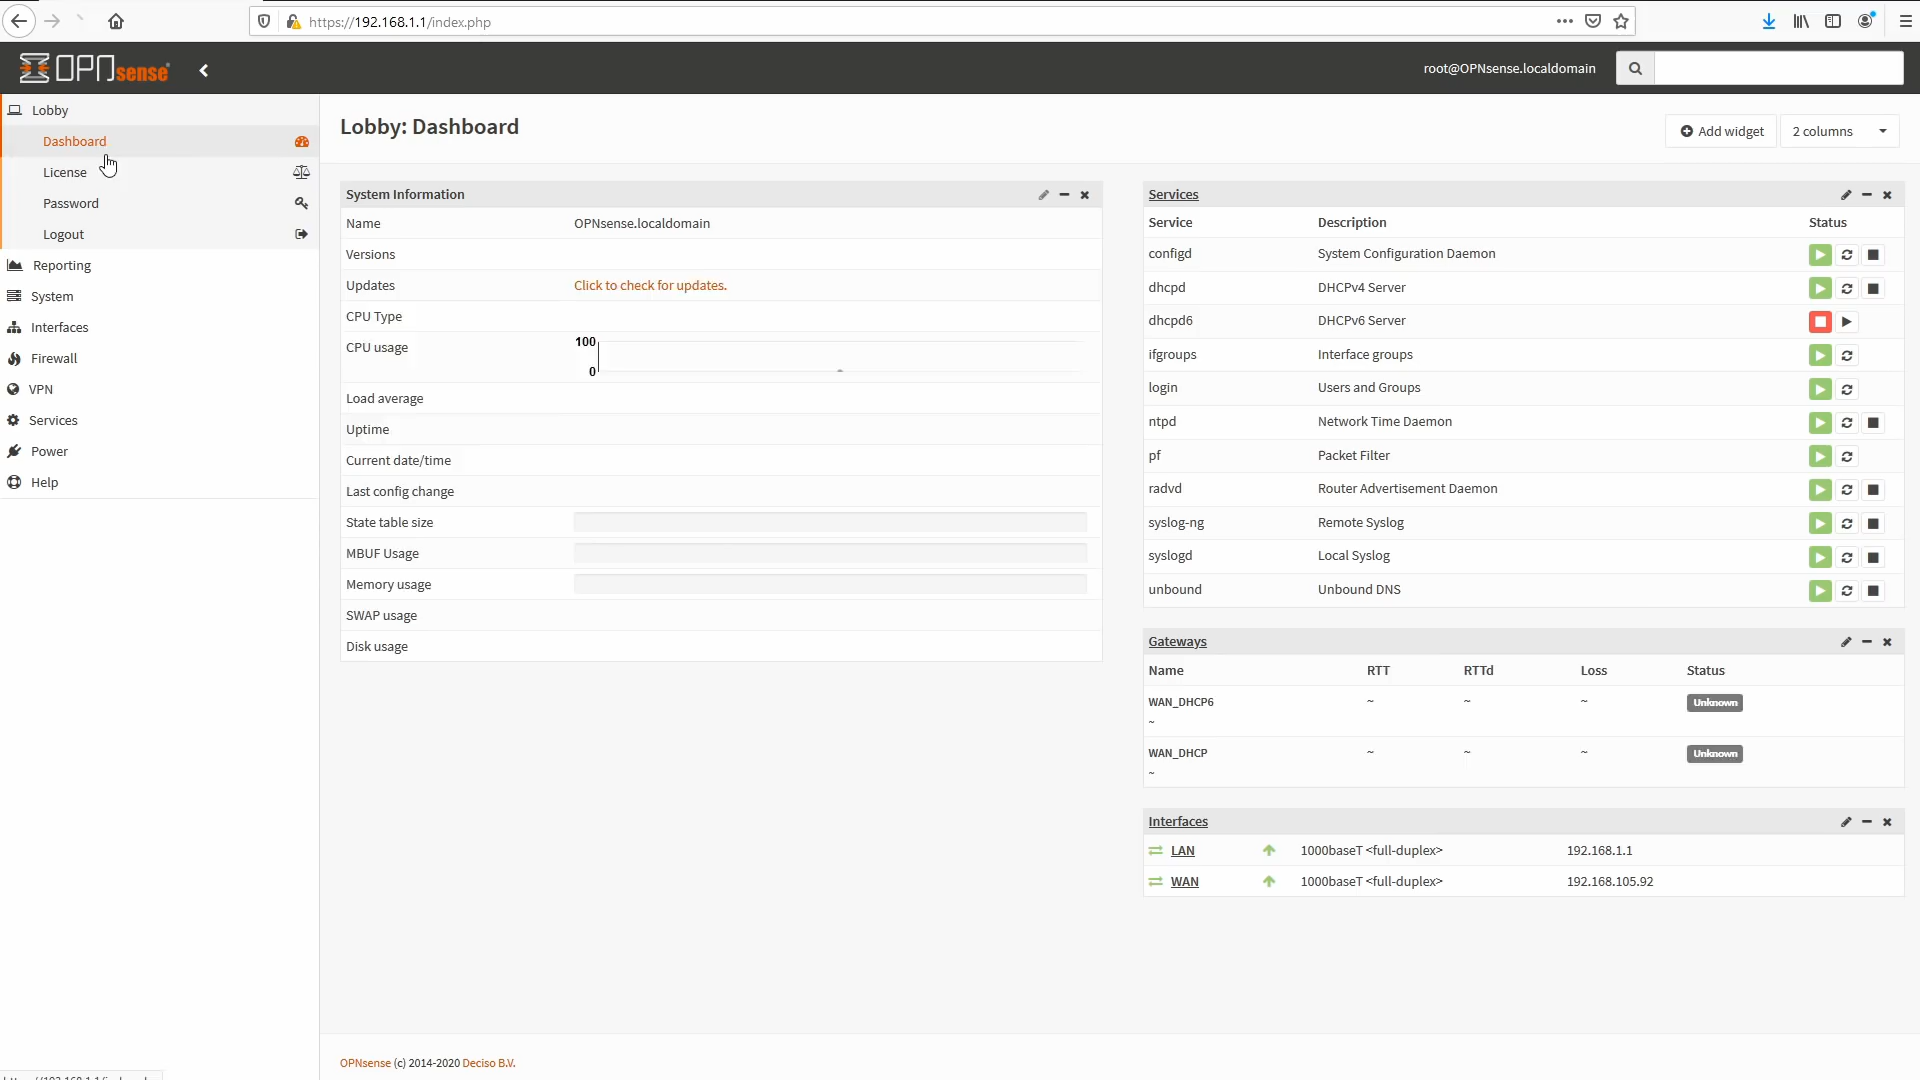 https://192.168.1.1/index.php
OPNsense
root@OPNsense.localdomain
Lobby
Dashboard
License
Password
Logout
Reporting
System
Interfaces
Firewall
VPN
Services
Power
Help
Lobby: Dashboard
Add widget
2 columns
System Information
Name OPNsense.localdomain
Versions
Updates Click to check for updates.
CPU Type
CPU usage 100
0
Load average
Uptime
Current date/time
Last config change
State table size
MBUF Usage
Memory usage
SWAP usage
Disk usage
Services
Service Description Status
configd System Configuration Daemon
dhcpd DHCPv4 Server
dhcpd6 DHCPv6 Server
ifgroups Interface groups
login Users and Groups
ntpd Network Time Daemon
pf Packet Filter
radvd Router Advertisement Daemon
syslog-ng Remote Syslog
syslogd Local Syslog
unbound Unbound DNS
Gateways
Name RTT RTTd Loss Status
WAN_DHCP6 ~ ~ ~ Unknown
~
WAN_DHCP ~ ~ ~ Unknown
~
Interfaces
LAN 1000baseT <full-duplex> 192.168.1.1
WAN 1000baseT <full-duplex> 192.168.105.92
OPNsense (c) 2014-2020 Deciso B.V.